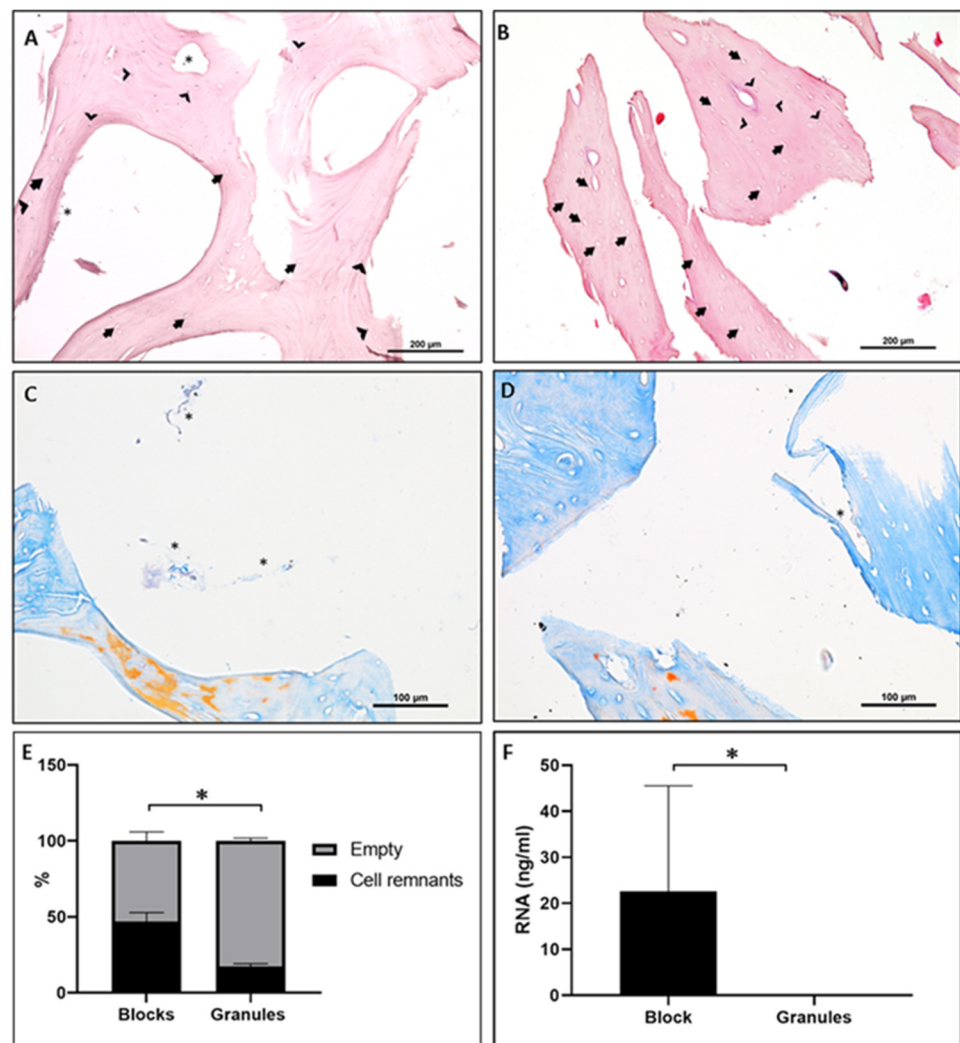 A
*
*
200 μm
B
200 μm
C
*
*
*
100 μm
D
*
100 μm
E
150
100
50
0
%
*
Empty
Cell remnants
Blocks
Granules
F
50
40
30
20
10
0
RNA (ng/ml)
*
Block
Granules